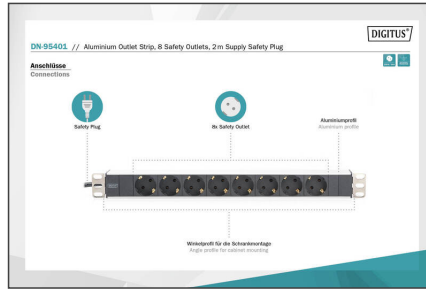 DIGITUS®
DN-95401 // Aluminium Outlet Strip, 8 Safety Outlets, 2 m Supply Safety Plug
Anschlüsse
Connections
Safety Plug
8x Safety Outlet
Aluminiumprofil
Aluminium profile
Winkelprofil für die Schrankmontage
Angle profile for cabinet mounting